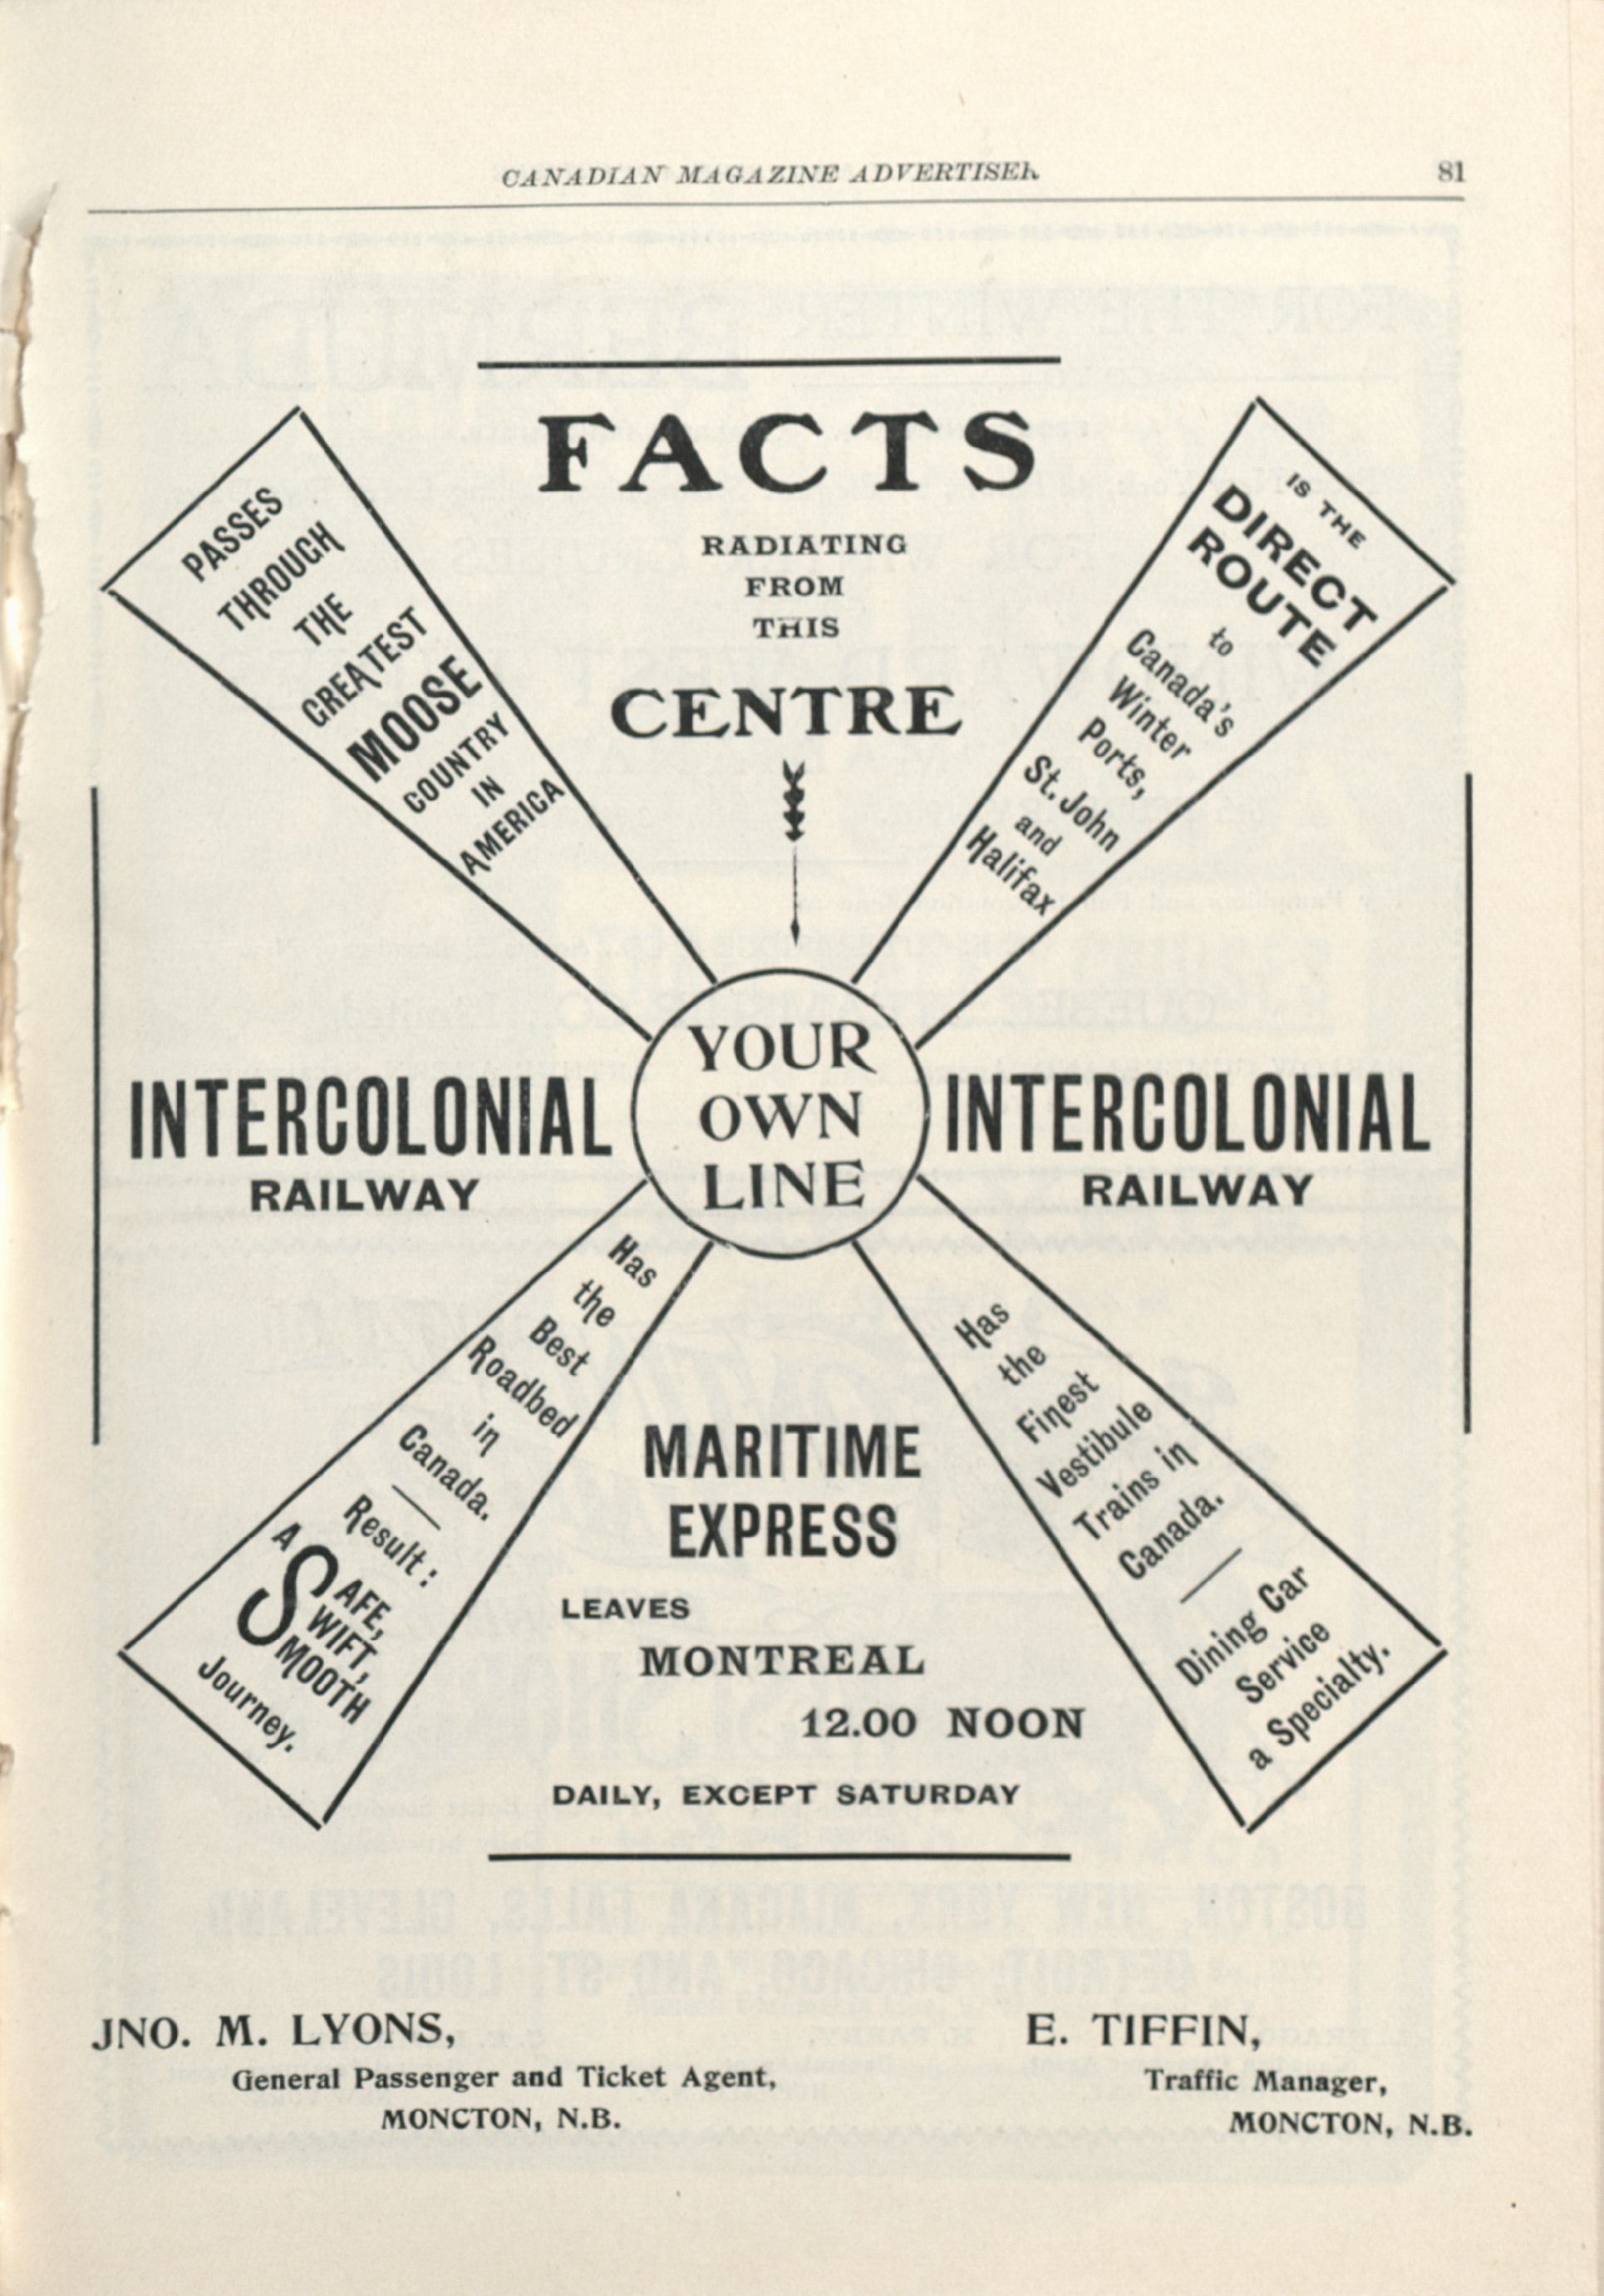 CANADIAN MAGAZINE ADVERTISER
81
FACTS
RADIATING
FROM
THIS
CENTRE
PASSES
THROUGH
THE
GREATEST
MOOSE
COUNTRY
IN
AMERICA
IS THE
DIRECT
ROUTE
to
Canada's
Winter
Ports,
St. John
and
Halifax
YOUR
OWN
LINE
INTERCOLONIAL
RAILWAY
INTERCOLONIAL
RAILWAY
Has
the
Best
Roadbed
in
Canada.
Result:
A
SAFE,
SWIFT,
SMOOTH
Journey.
Has
the
Finest
Vestibule
Trains in
Canada.
Dining Car
Service
a Specialty.
MARITIME
EXPRESS
LEAVES
MONTREAL
12.00 NOON
DAILY, EXCEPT SATURDAY
JNO. M. LYONS,
General Passenger and Ticket Agent,
MONCTON, N.B.
E. TIFFIN,
Traffic Manager,
MONCTON, N.B.